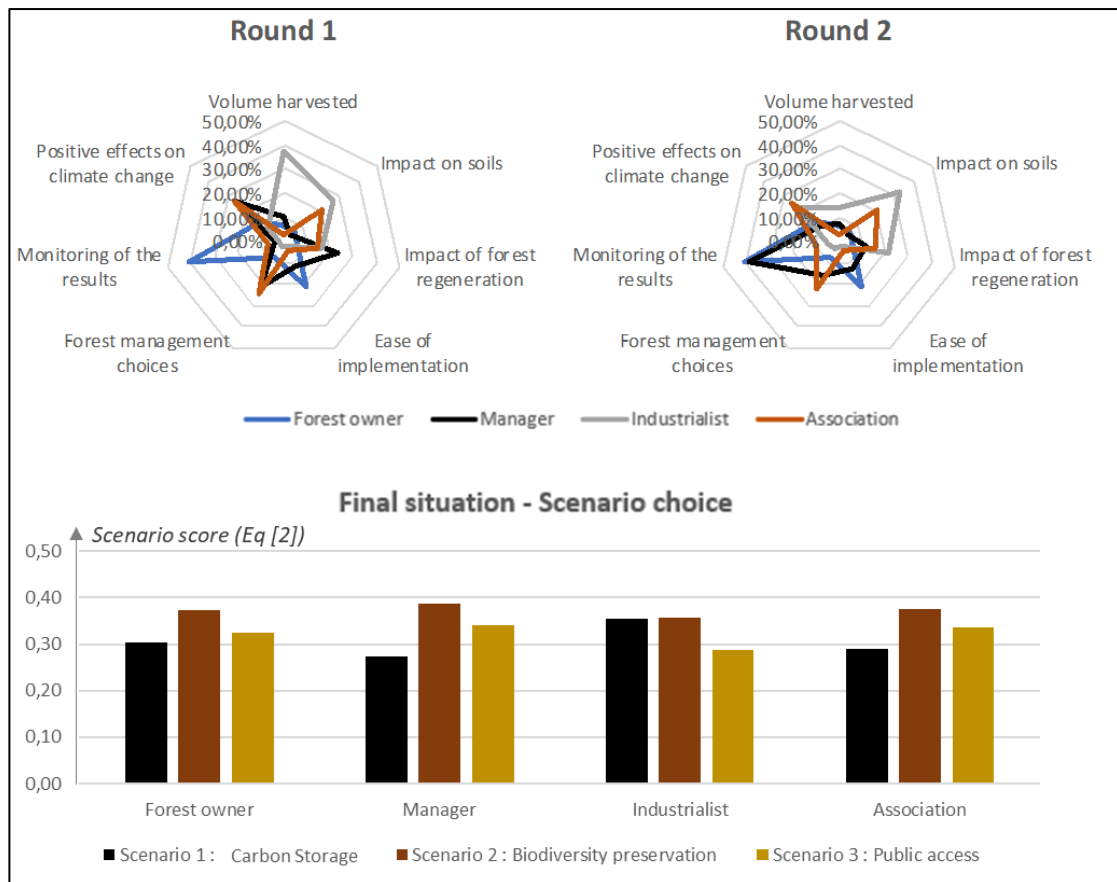 Round 1
Round 2
Volume harvested
50,00%
40,00%
30,00%
20,00%
10,00%
0,00%
Positive effects on
climate change
Impact on soils
Monitoring of the
results
Impact of forest
regeneration
Forest management
choices
Ease of
implementation
Volume harvested
50,00%
40,00%
30,00%
20,00%
10,00%
0,00%
Positive effects on
climate change
Impact on soils
Monitoring of the
results
Impact of forest
regeneration
Forest management
choices
Ease of
implementation
Forest owner Manager Industrialist Association
Final situation - Scenario choice
Scenario score (Eq [2])
0,50
0,40
0,30
0,20
0,10
0,00
Forest owner Manager Industrialist Association
Scenario 1 : Carbon Storage Scenario 2 : Biodiversity preservation Scenario 3 : Public access